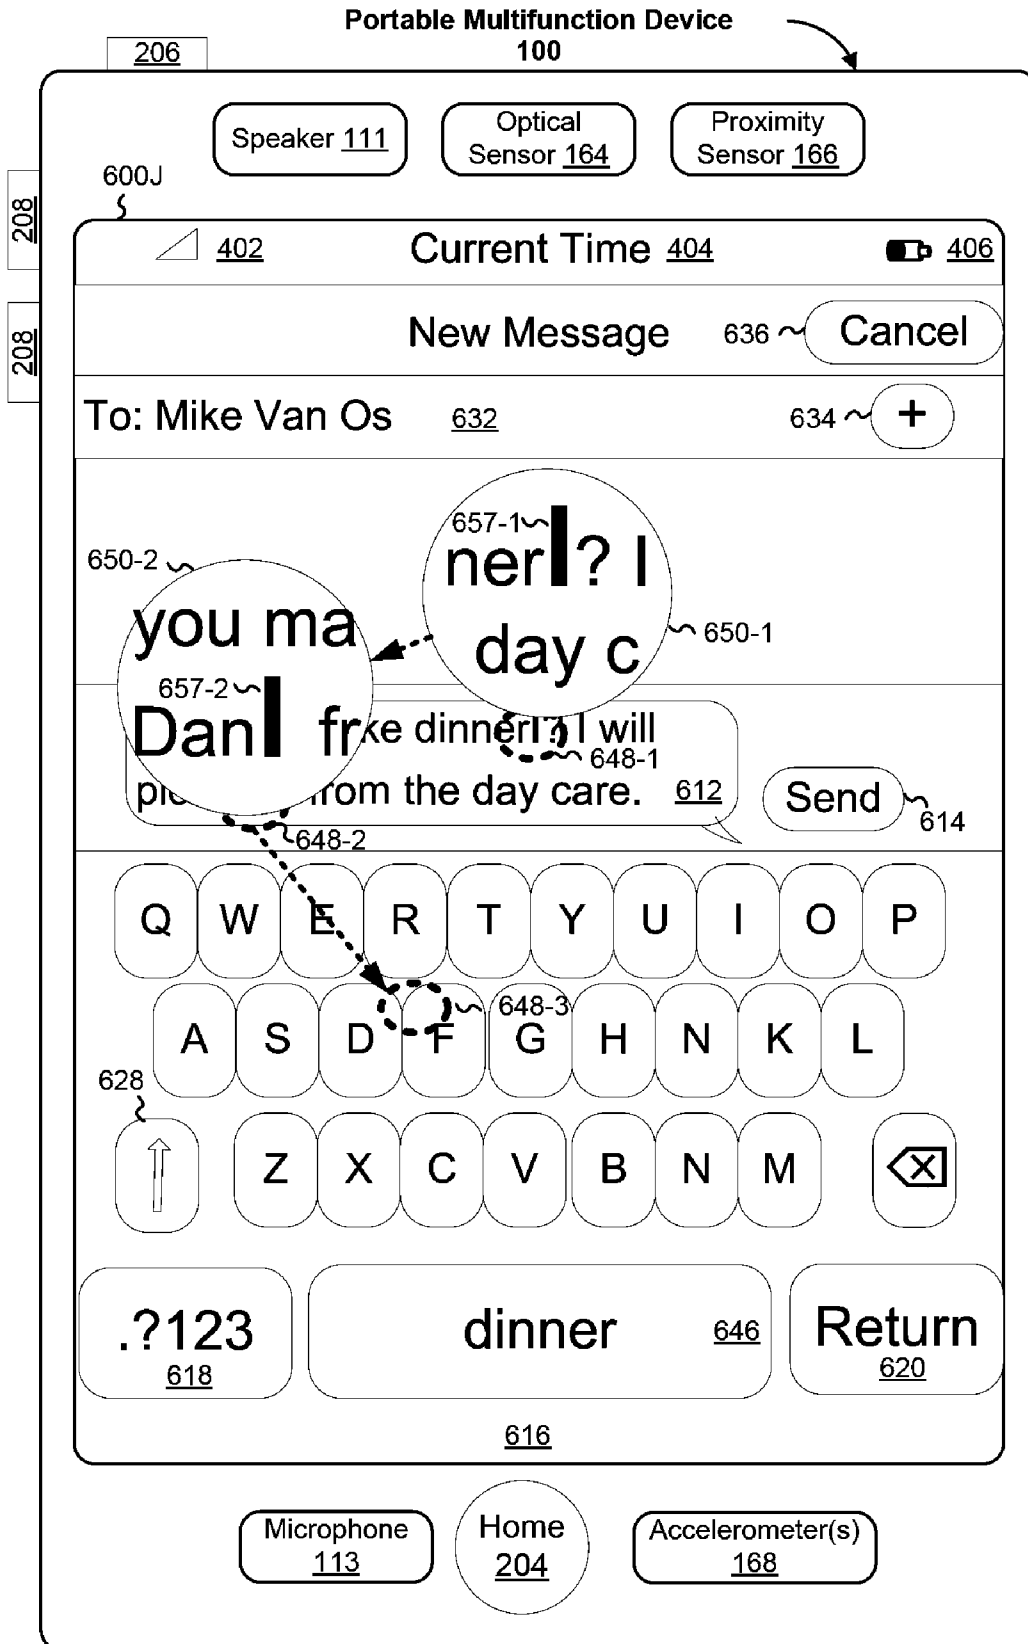 Portable Multifunction Device
100
206
Speaker 111
Optical
Sensor 164
Proximity
Sensor 166
600J
208
208
402
Current Time 404
406
New Message
636
Cancel
To: Mike Van Os
632
634
+
657-1
ner? I
day c
650-1
650-2
you ma
657-2
Dan fr
ke dinner? I will
648-1
pic
rom the day care.
612
Send
614
648-2
Q W E R T Y U I O P
648-3
A S D F G H N K L
628
Z X C V B N M
.?123
618
dinner
646
Return
620
616
Microphone
113
Home
204
Accelerometer(s)
168